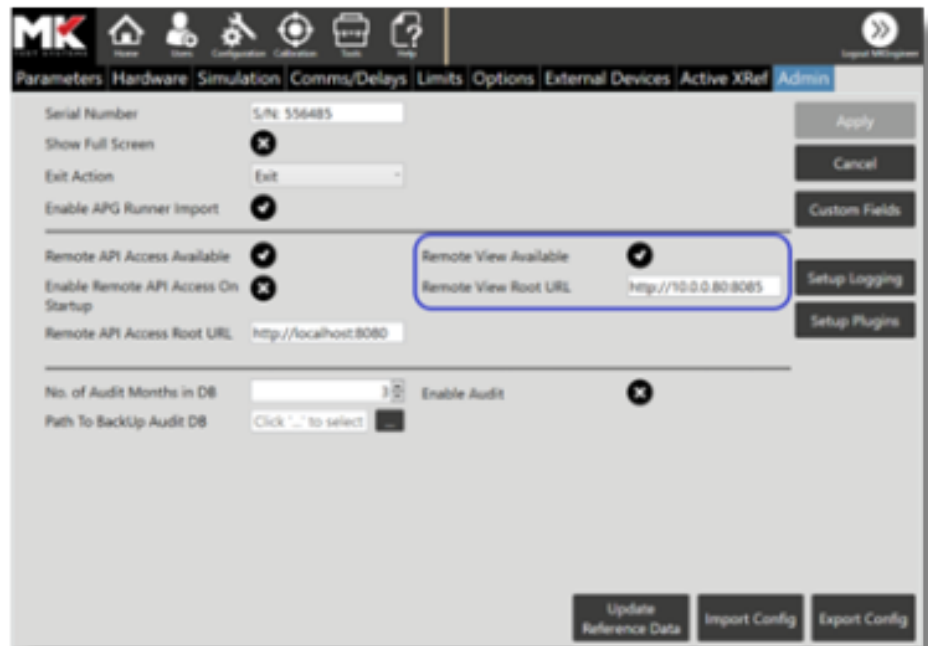 MK
TEST SYSTEMS
Home Users Configuration Calibration Tools Help Logout MKEngineer
Parameters Hardware Simulation Comms/Delays Limits Options External Devices Active XRef Admin
Serial Number S/N: 556485 Apply
Show Full Screen
Exit Action Exit Cancel
Enable APG Runner Import Custom Fields
Remote API Access Available Remote View Available
Enable Remote API Access On Startup Remote View Root URL http://10.0.0.80:8085 Setup Logging
Remote API Access Root URL http://localhost:8080 Setup Plugins
No. of Audit Months in DB 3 Enable Audit
Path To BackUp Audit DB Click '...' to select ...
Update Reference Data Import Config Export Config